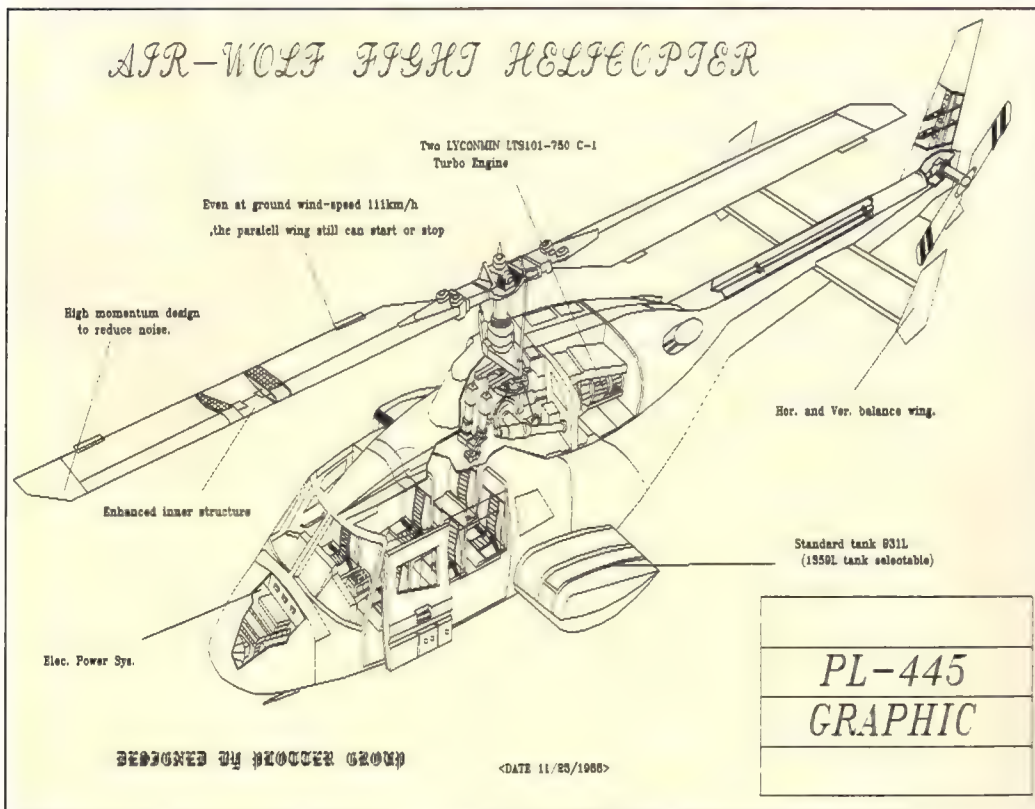 AIR-WOLF FIGHT HELICOPTER
Two LYCONMIN LTS101-750 C-1
Turbo Engine
Even at ground wind-speed 111km/h
,the paralell wing still can start or stop
High momentum design
to reduce noise.
Hor. and Ver. balance wing.
Enhanced inner structure
Standard tank 931L
(1359L tank selectable)
Elec. Power Sys.
PL-445
GRAPHIC
DESIGNED BY PLOTTER GROUP
<DATE 11/23/1988>